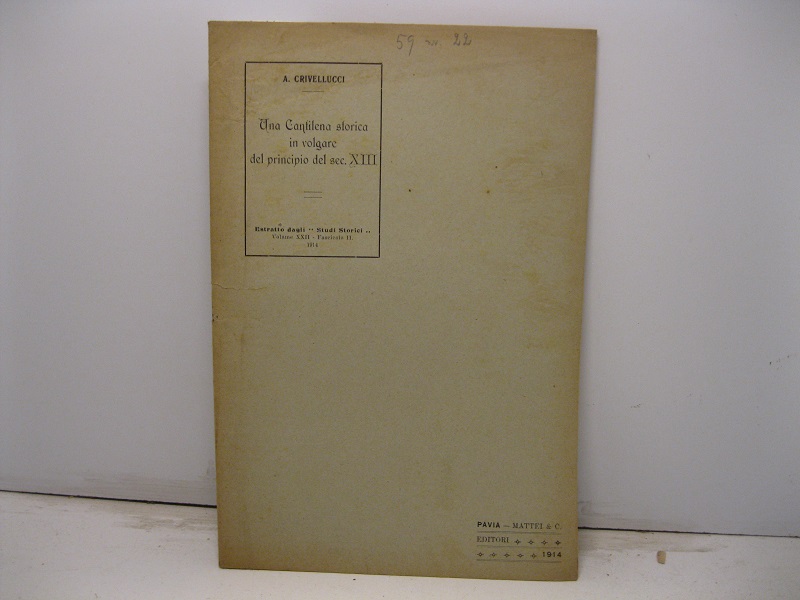 59 22
A. CRIVELLUCCI
Una Cantilena storica
in volgare
del principio del sec. XIII
Estratto dagli “ Studi Storici „
Volume XXII - Fascicolo II.
1914
PAVIA — MATTEI & C.
EDITORI
1914